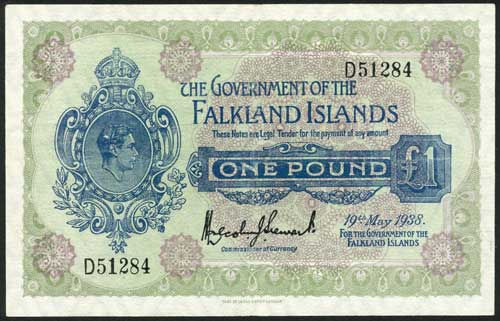 D51284
THE GOVERNMENT OF THE
FALKLAND ISLANDS
These Notes are Legal Tender for the payment of any amount
ONE POUND £1
19th May 1938.
Commissioner of Currency
FOR THE GOVERNMENT OF THE
FALKLAND ISLANDS
D51284